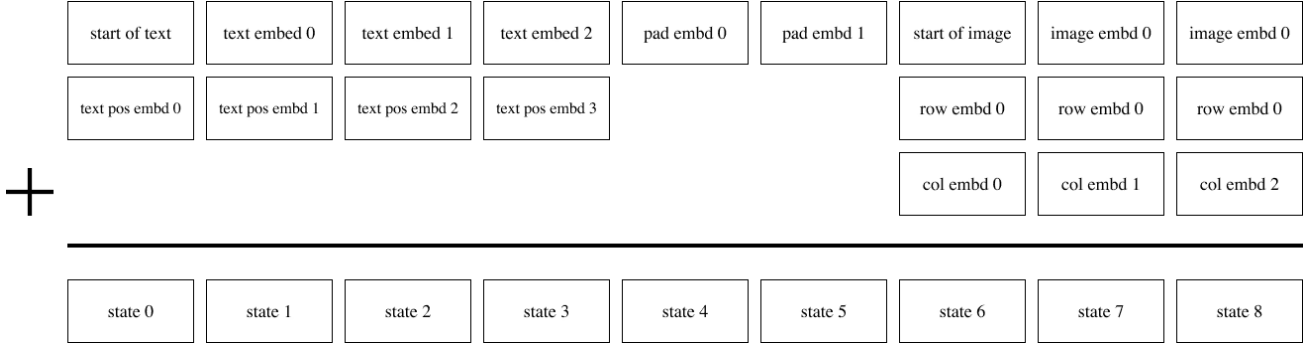 start of text text embed 0 text embed 1 text embed 2 pad embd 0 pad embd 1 start of image image embd 0 image embd 0
text pos embd 0 text pos embd 1 text pos embd 2 text pos embd 3 row embd 0 row embd 0 row embd 0
col embd 0 col embd 1 col embd 2
+
state 0 state 1 state 2 state 3 state 4 state 5 state 6 state 7 state 8